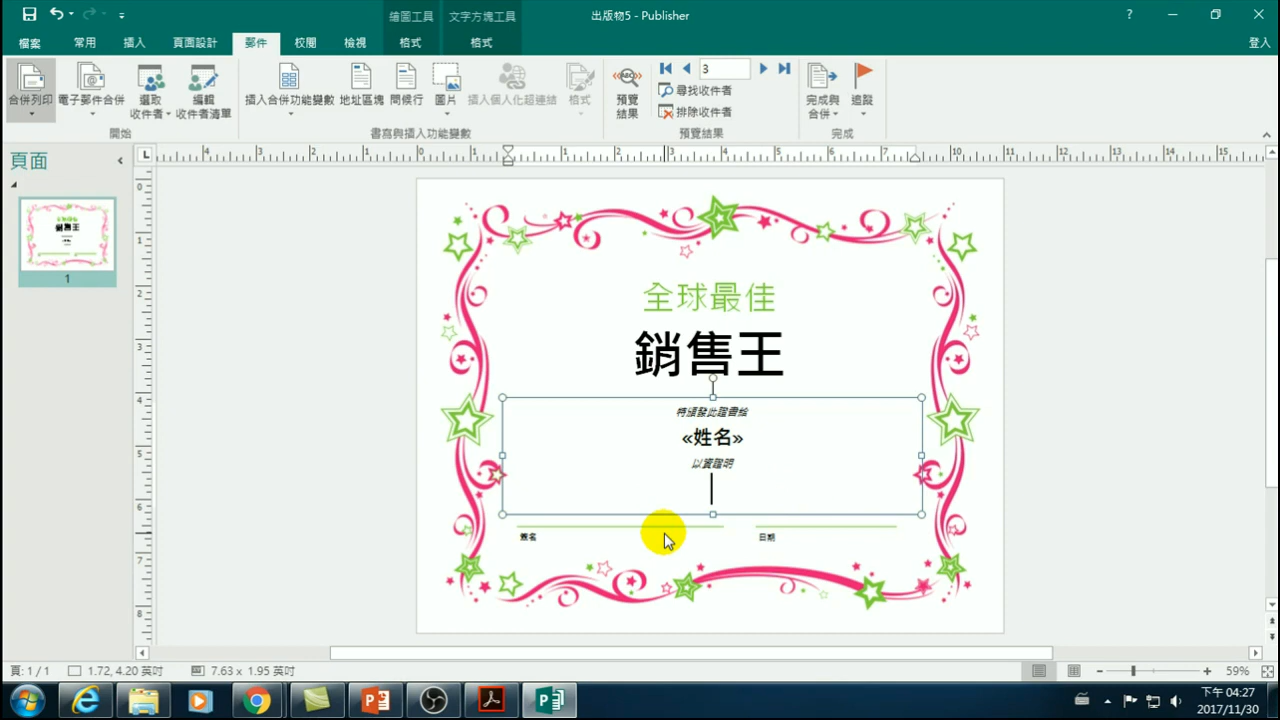 繪圖工具 文字方塊工具 出版物5 - Publisher ?
檔案 常用 插入 頁面設計 郵件 校閱 檢視 格式 格式 登入
合併列印 電子郵件合併 選取收件者 編輯收件者清單
開始
插入合併功能變數 地址區塊 問候行 圖片 插入個人化超連結 格式
書寫與插入功能變數
預覽結果 3 尋找收件者 排除收件者
預覽結果
完成與合併 追蹤
完成
頁面
1
全球最佳
銷售王
將頒發此證書給
«姓名»
以資證明
簽名 日期
頁: 1 / 1 1.72, 4.20 英吋 7.63 x 1.95 英吋 59%
下午 04:27
2017/11/30